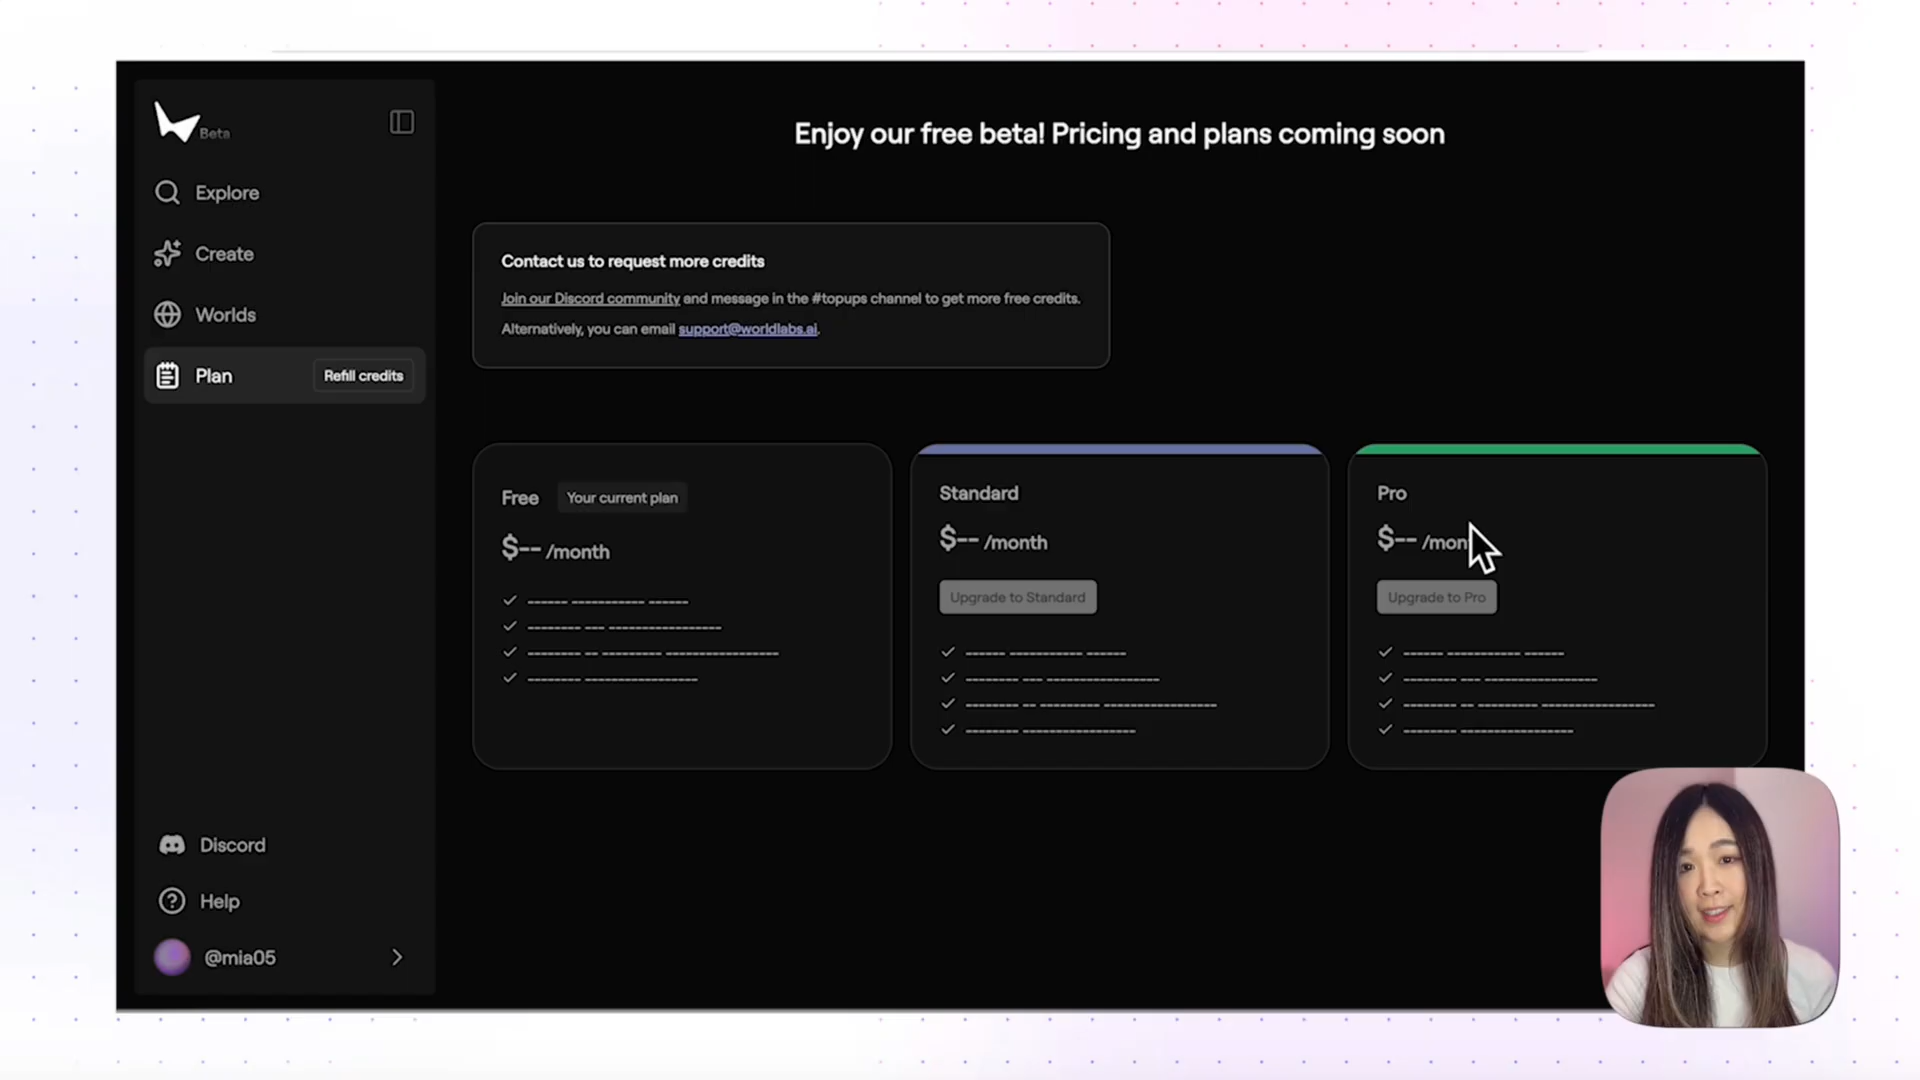 Beta
Explore
Create
Worlds
Plan
Refill credits
Discord
Help
@mia05
Enjoy our free beta! Pricing and plans coming soon
Contact us to request more credits
Join our Discord community and message in the #topups channel to get more free credits.
Alternatively, you can email support@worldlabs.ai.
Free
Your current plan
$-- /month
Standard
$-- /month
Upgrade to Standard
Pro
$-- /mon
Upgrade to Pro